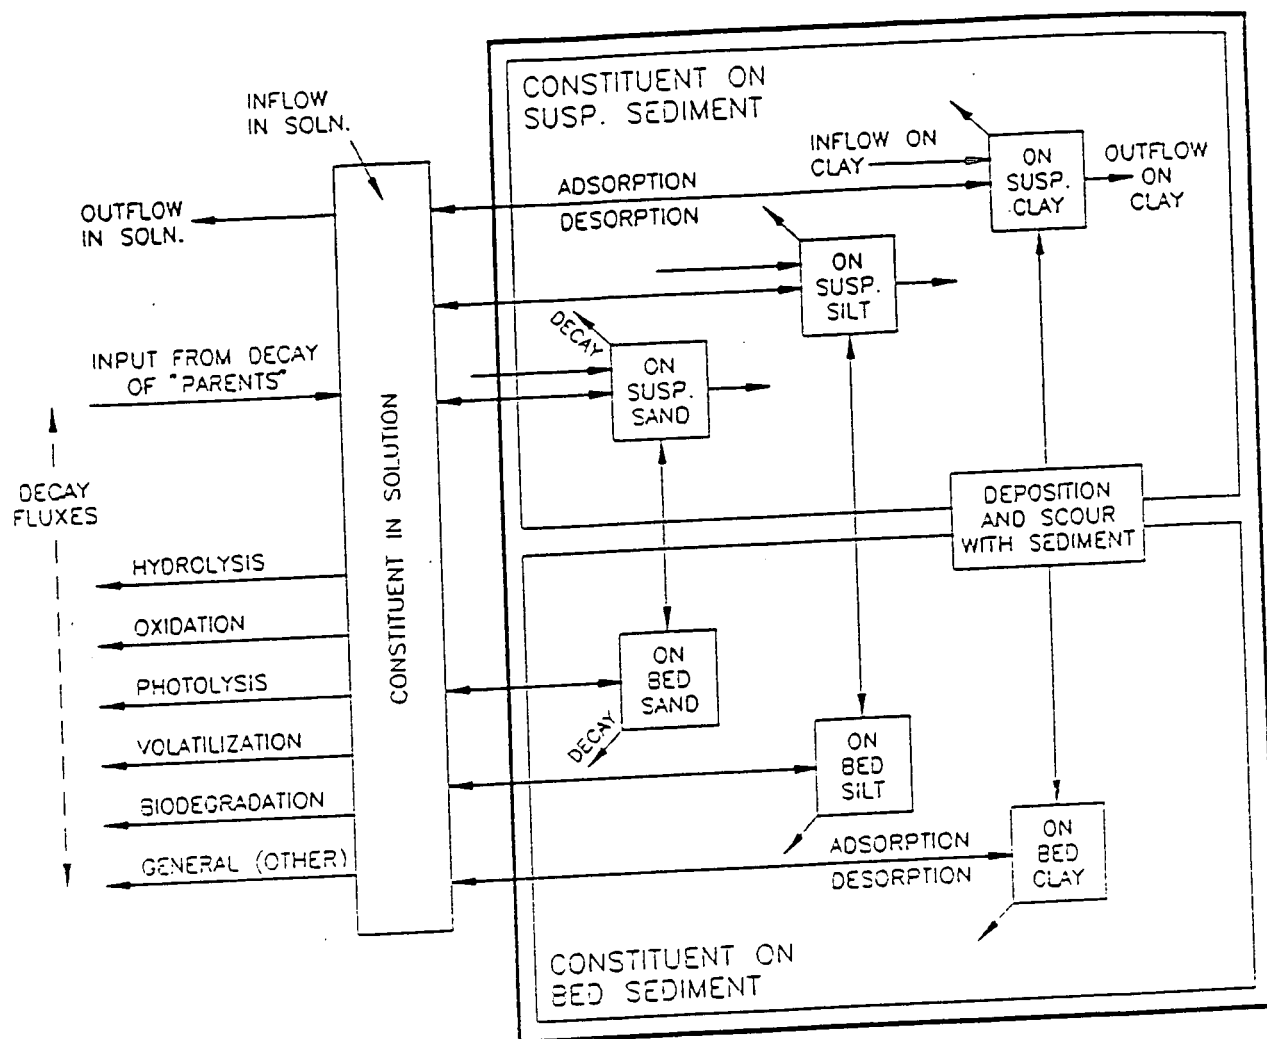 CONSTITUENT ON
SUSP. SEDIMENT
INFLOW
IN SOLN.
INFLOW ON
CLAY
ON
SUSP.
CLAY
OUTFLOW
ON
CLAY
ADSORPTION
DESORPTION
OUTFLOW
IN SOLN.
ON
SUSP.
SILT
DECAY
INPUT FROM DECAY
OF "PARENTS"
ON
SUSP.
SAND
CONSTITUENT IN SOLUTION
DECAY
FLUXES
DEPOSITION
AND SCOUR
WITH SEDIMENT
HYDROLYSIS
OXIDATION
PHOTOLYSIS
VOLATILIZATION
BIODEGRADATION
GENERAL (OTHER)
ON
BED
SAND
DECAY
ON
BED
SILT
ADSORPTION
DESORPTION
ON
BED
CLAY
CONSTITUENT ON
BED SEDIMENT